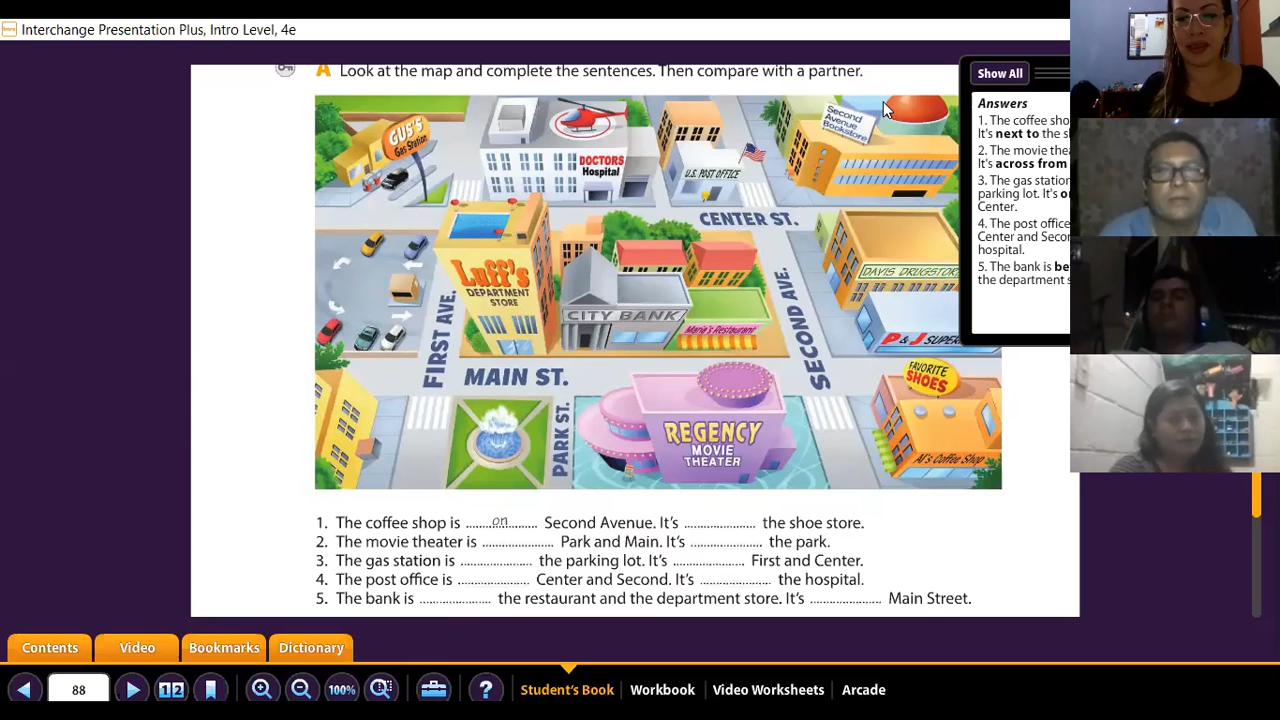 Interchange Presentation Plus, Intro Level, 4e
A Look at the map and complete the sentences. Then compare with a partner.
GUS'S
Gas Station
DOCTORS
Hospital
U.S. POST OFFICE
Second
Avenue
Bookstore
CENTER ST.
Luff's
DEPARTMENT
STORE
CITY BANK
Maria's Restaurant
DAVIS DRUGSTOR
P & J SUPER
FIRST AVE.
SECOND AVE.
MAIN ST.
PARK ST.
REGENCY
MOVIE
THEATER
FAVORITE
SHOES
Al's Coffee Shop
1. The coffee shop is .......on......... Second Avenue. It's ...................... the shoe store.
2. The movie theater is ...................... Park and Main. It's ...................... the park.
3. The gas station is ...................... the parking lot. It's ...................... First and Center.
4. The post office is ...................... Center and Second. It's ...................... the hospital.
5. The bank is ...................... the restaurant and the department store. It's ...................... Main Street.
Show All
Answers
1. The coffee sho
It's next to the s
2. The movie thea
It's across from
3. The gas station
parking lot. It's o
Center.
4. The post office
Center and Secon
hospital.
5. The bank is be
the department s
Contents
Video
Bookmarks
Dictionary
88
12
100%
?
Student's Book
Workbook
Video Worksheets
Arcade